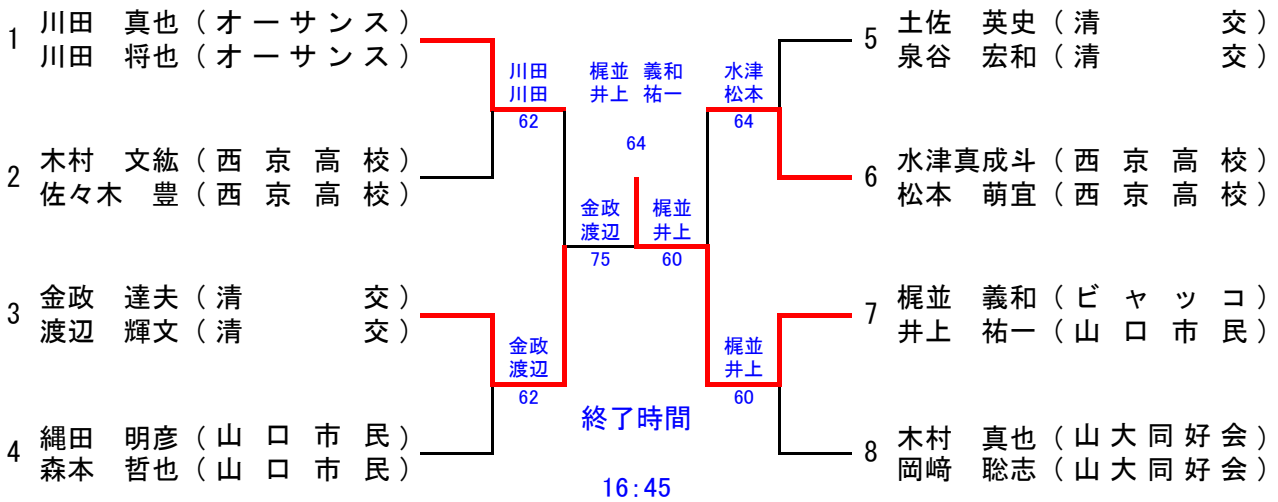 1
川田 真也 (オーサンス)
川田 将也 (オーサンス)
2
木村 文紘 (西京高校)
佐々木 豊 (西京高校)
3
金政 達夫 (清交)
渡辺 輝文 (清交)
4
縄田 明彦 (山口市民)
森本 哲也 (山口市民)
川田
川田
62
金政
渡辺
62
金政
渡辺
75
梶並 義和
井上 祐一
64
梶並
井上
60
水津
松本
64
梶並
井上
60
終了時間
16:45
5
土佐 英史 (清交)
泉谷 宏和 (清交)
6
水津真成斗 (西京高校)
松本 萌宜 (西京高校)
7
梶並 義和 (ビャッコ)
井上 祐一 (山口市民)
8
木村 真也 (山大同好会)
岡﨑 聡志 (山大同好会)